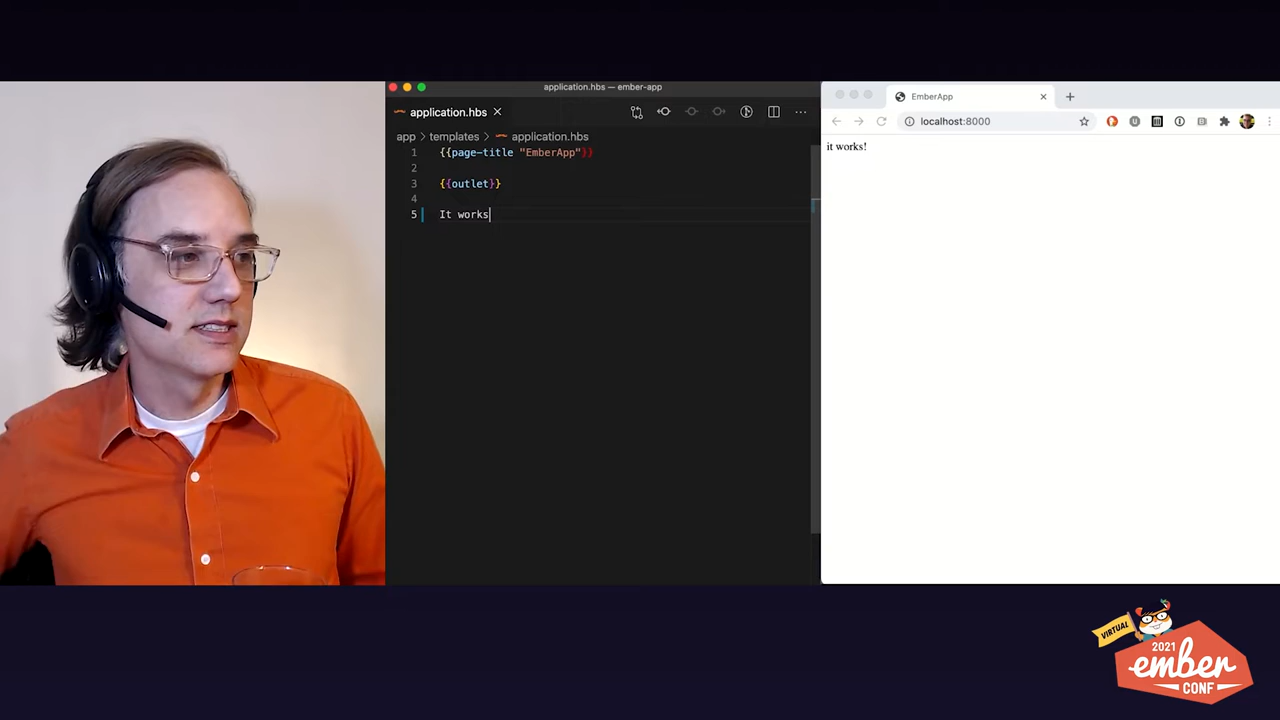 application.hbs — ember-app
application.hbs
app > templates > application.hbs
1 {{page-title "EmberApp"}}
2
3 {{outlet}}
4
5 It works
EmberApp
localhost:8000
it works!
VIRTUAL
2021
ember
CONF